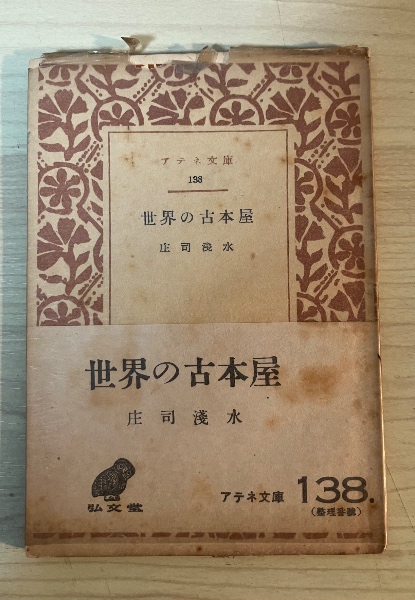 アテネ文庫
138
世界の古本屋
庄司淺水
世界の古本屋
庄司淺水
弘文堂
アテネ文庫 138.
(整理番號)